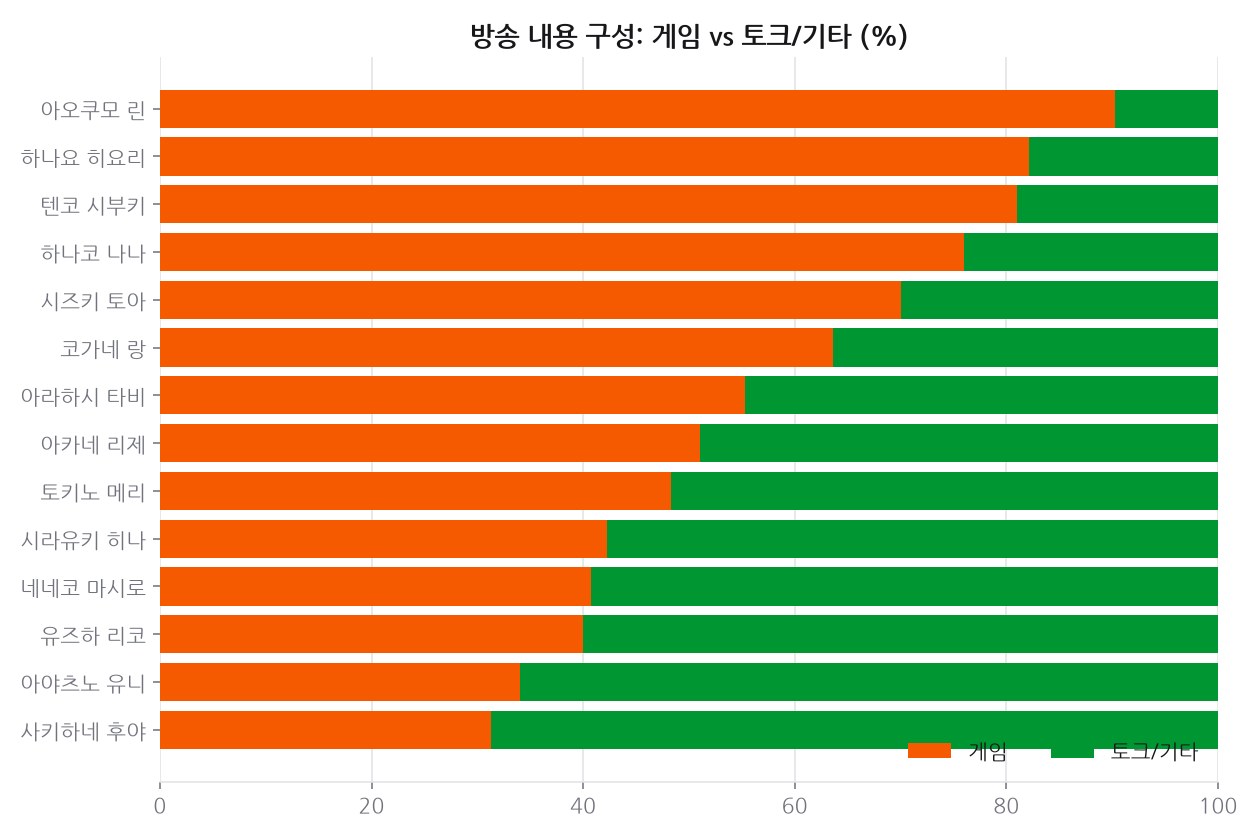 방송 내용 구성: 게임 vs 토크/기타 (%)
아오쿠모 린
하나요 히요리
텐코 시부키
하나코 나나
시즈키 토아
코가네 랑
아라하시 타비
아카네 리제
토키노 메리
시라유키 히나
네네코 마시로
유즈하 리코
아야츠노 유니
사키하네 후야
게임 토크/기타
0 20 40 60 80 100